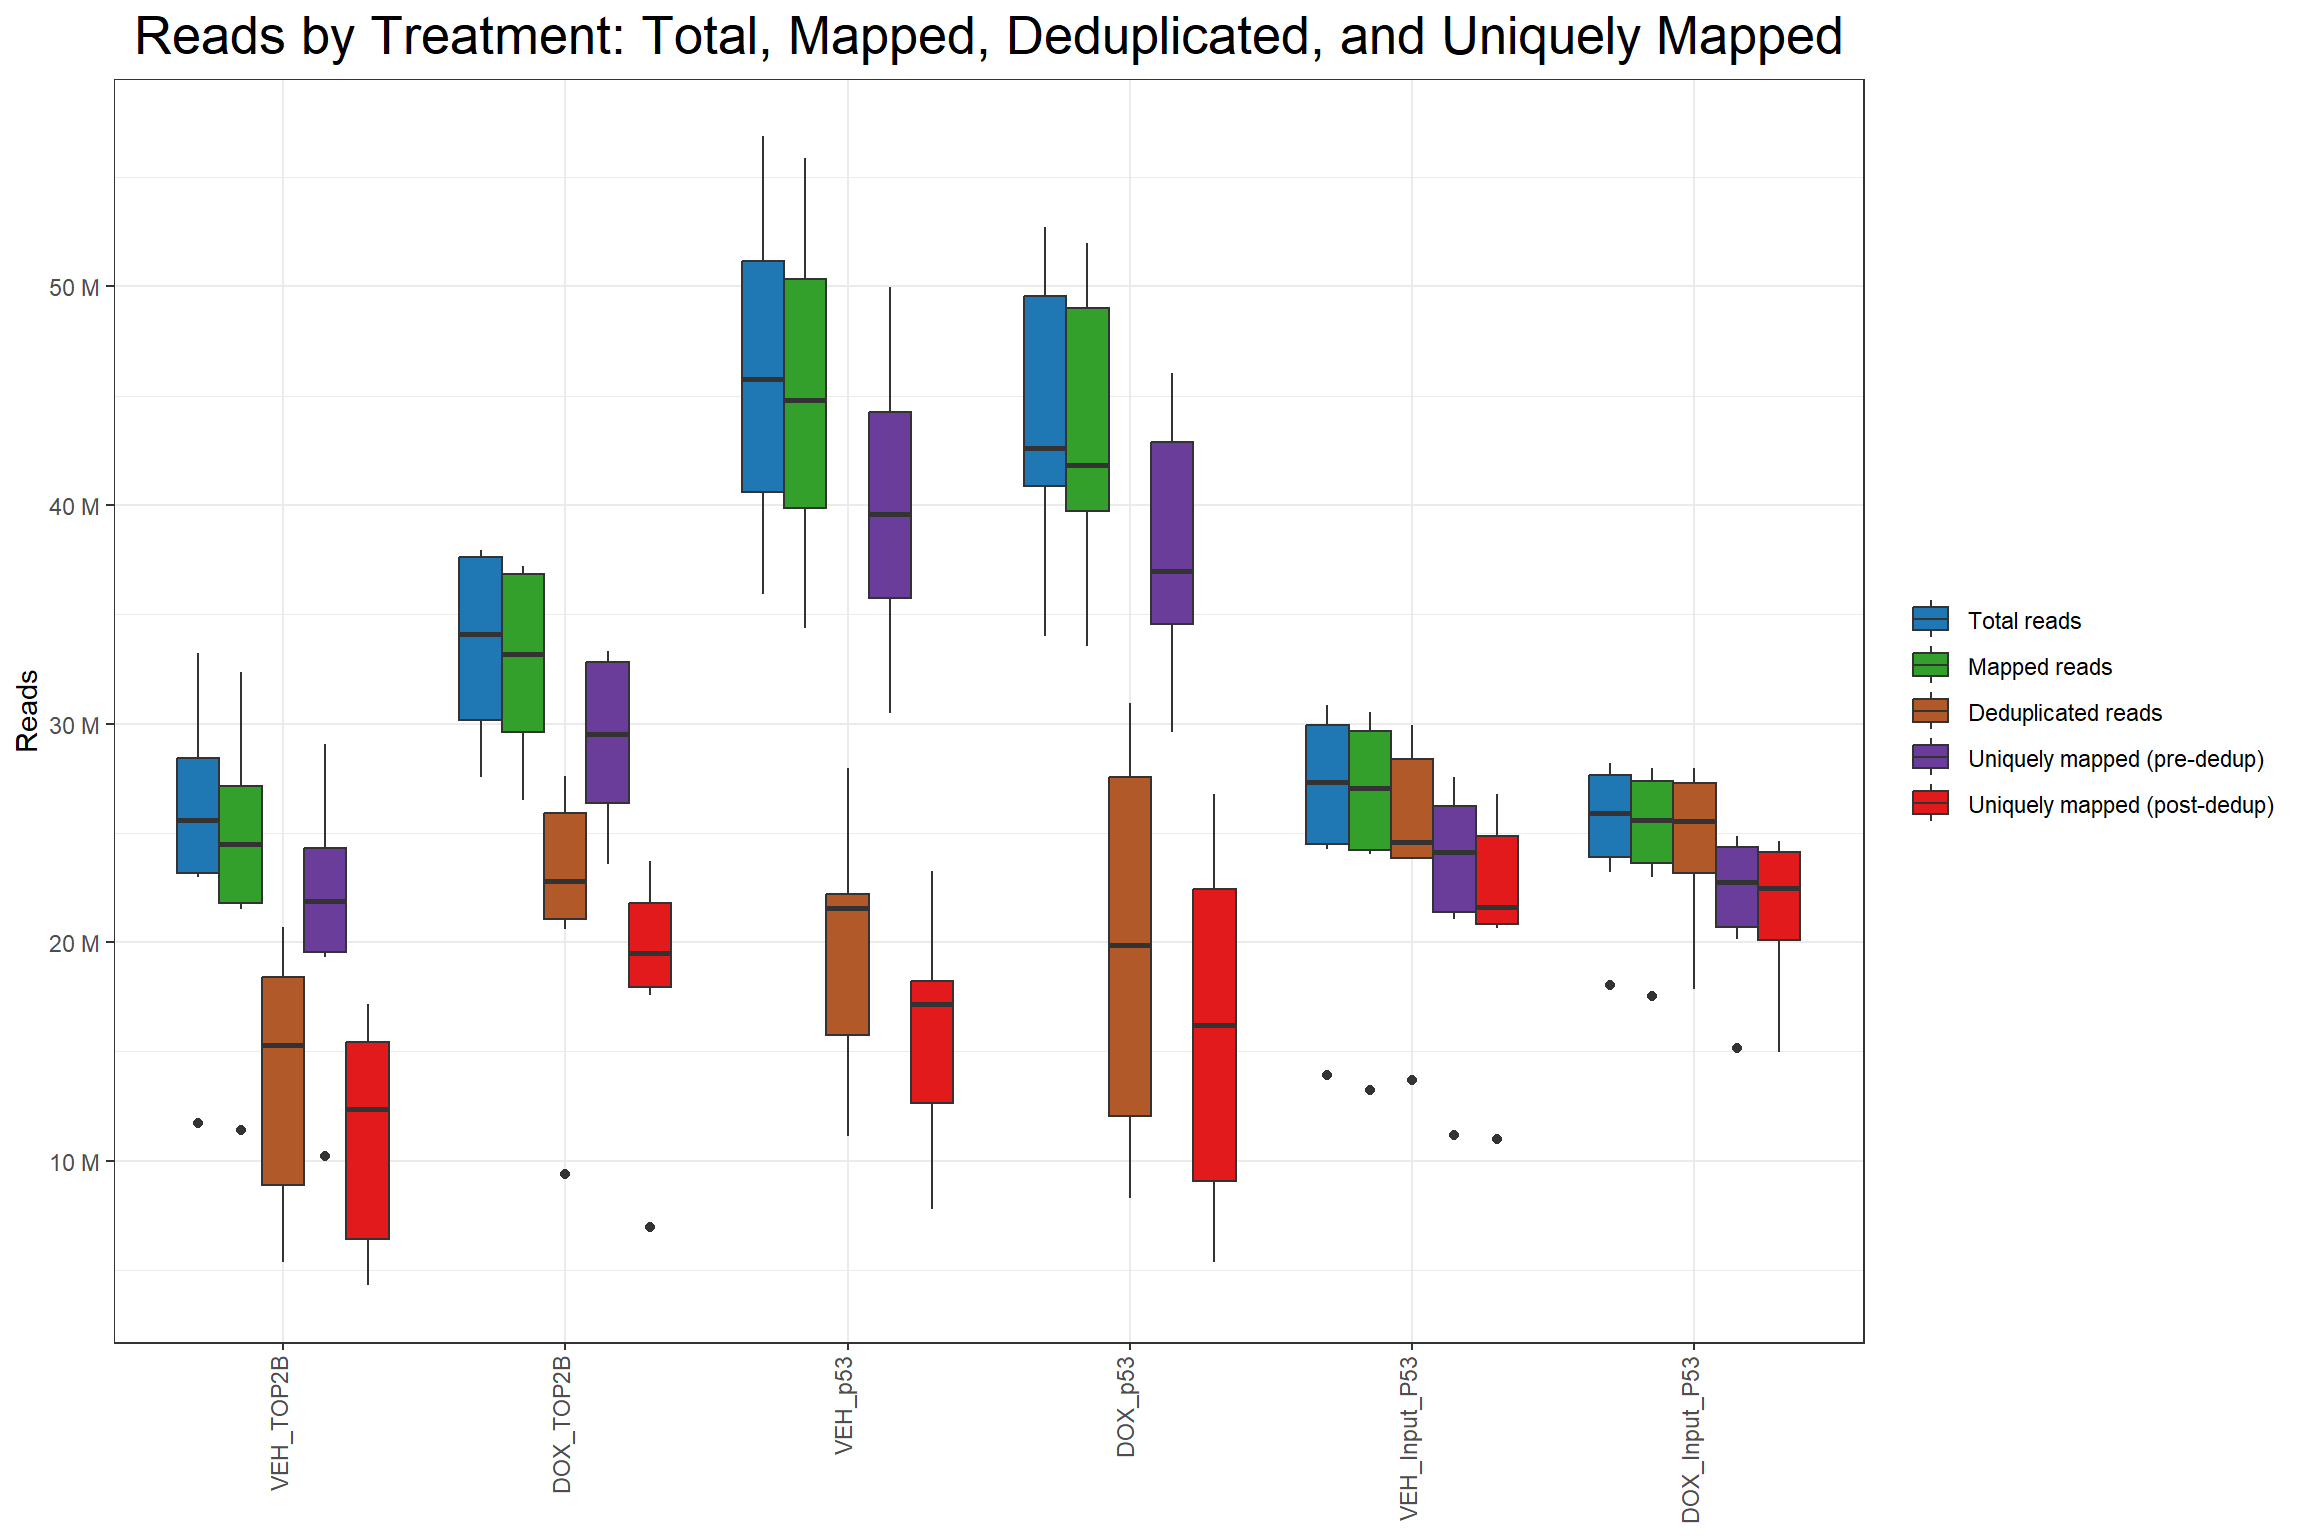 Reads by Treatment: Total, Mapped, Deduplicated, and Uniquely Mapped
Reads
50 M
40 M
30 M
20 M
10 M
VEH_TOP2B
DOX_TOP2B
VEH_p53
DOX_p53
VEH_Input_P53
DOX_Input_P53
Total reads
Mapped reads
Deduplicated reads
Uniquely mapped (pre-dedup)
Uniquely mapped (post-dedup)